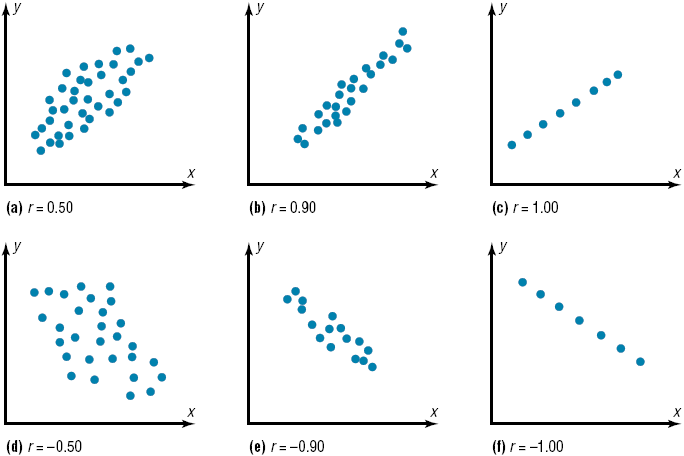 y
x
(a) r = 0.50
y
x
(b) r = 0.90
y
x
(c) r = 1.00
y
x
(d) r = –0.50
y
x
(e) r = –0.90
y
x
(f) r = –1.00